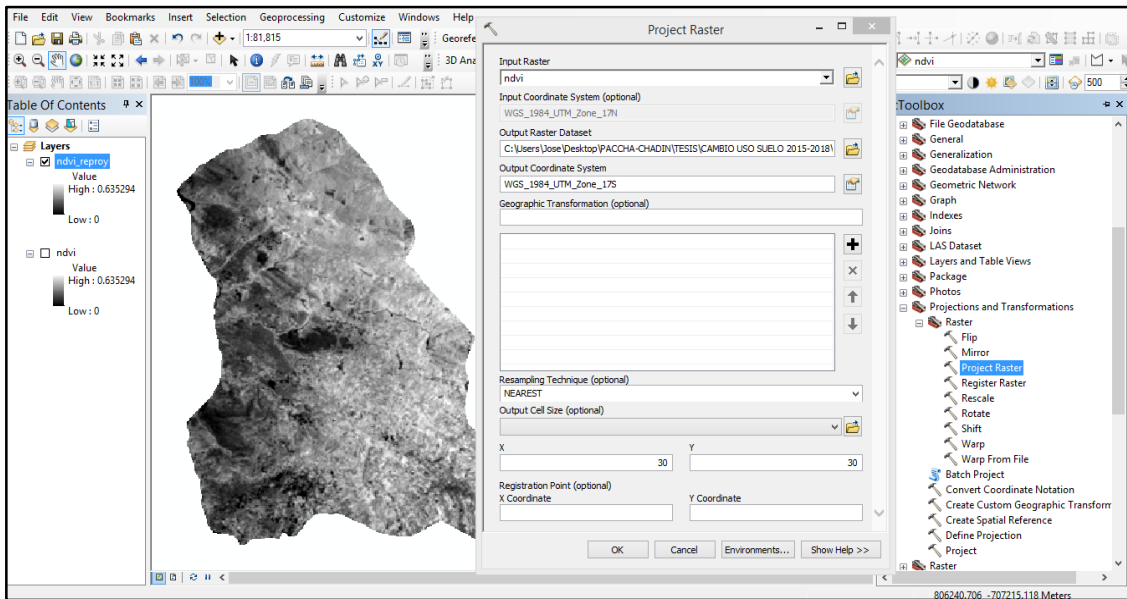 File Edit View Bookmarks Insert Selection Geoprocessing Customize Windows Help
1:81,815
Georefe
3D Ana
100%
Table Of Contents
Layers
ndvi_reproy
Value
High : 0.635294
Low : 0
ndvi
Value
High : 0.635294
Low : 0
Project Raster
Input Raster
ndvi
Input Coordinate System (optional)
WGS_1984_UTM_Zone_17N
Output Raster Dataset
C:\Users\Jose\Desktop\PACCHA-CHADIN\TESIS\CAMBIO USO SUELO 2015-2018\
Output Coordinate System
WGS_1984_UTM_Zone_17S
Geographic Transformation (optional)
Resampling Technique (optional)
NEAREST
Output Cell Size (optional)
X Y
30 30
Registration Point (optional)
X Coordinate Y Coordinate
OK Cancel Environments... Show Help >>
ndvi
500
:Toolbox
File Geodatabase
General
Generalization
Geodatabase Administration
Geometric Network
Graph
Indexes
Joins
LAS Dataset
Layers and Table Views
Package
Photos
Projections and Transformations
Raster
Flip
Mirror
Project Raster
Register Raster
Rescale
Rotate
Shift
Warp
Warp From File
Batch Project
Convert Coordinate Notation
Create Custom Geographic Transform
Create Spatial Reference
Define Projection
Project
Raster
806240.706 -707215.118 Meters